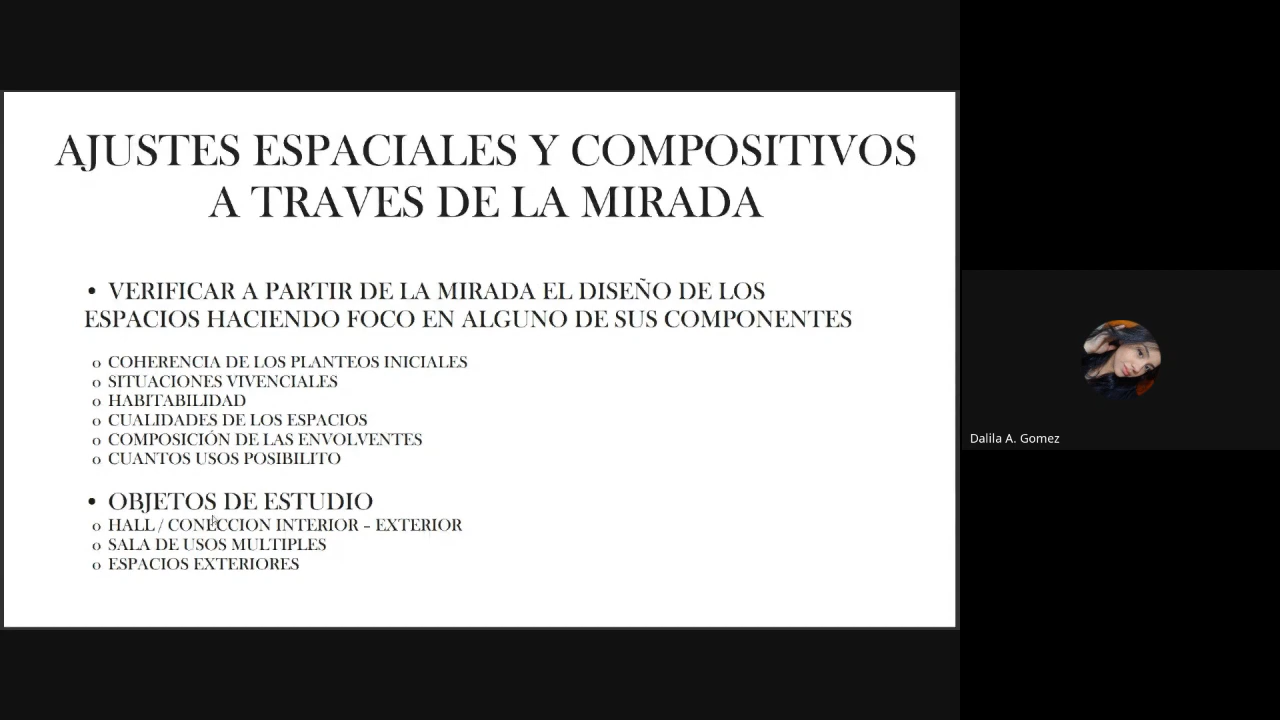 AJUSTES ESPACIALES Y COMPOSITIVOS
A TRAVES DE LA MIRADA
• VERIFICAR A PARTIR DE LA MIRADA EL DISEÑO DE LOS
ESPACIOS HACIENDO FOCO EN ALGUNO DE SUS COMPONENTES
o COHERENCIA DE LOS PLANTEOS INICIALES
o SITUACIONES VIVENCIALES
o HABITABILIDAD
o CUALIDADES DE LOS ESPACIOS
o COMPOSICIÓN DE LAS ENVOLVENTES
o CUANTOS USOS POSIBILITO
• OBJETOS DE ESTUDIO
o HALL / CONECCION INTERIOR – EXTERIOR
o SALA DE USOS MULTIPLES
o ESPACIOS EXTERIORES
Dalila A. Gomez